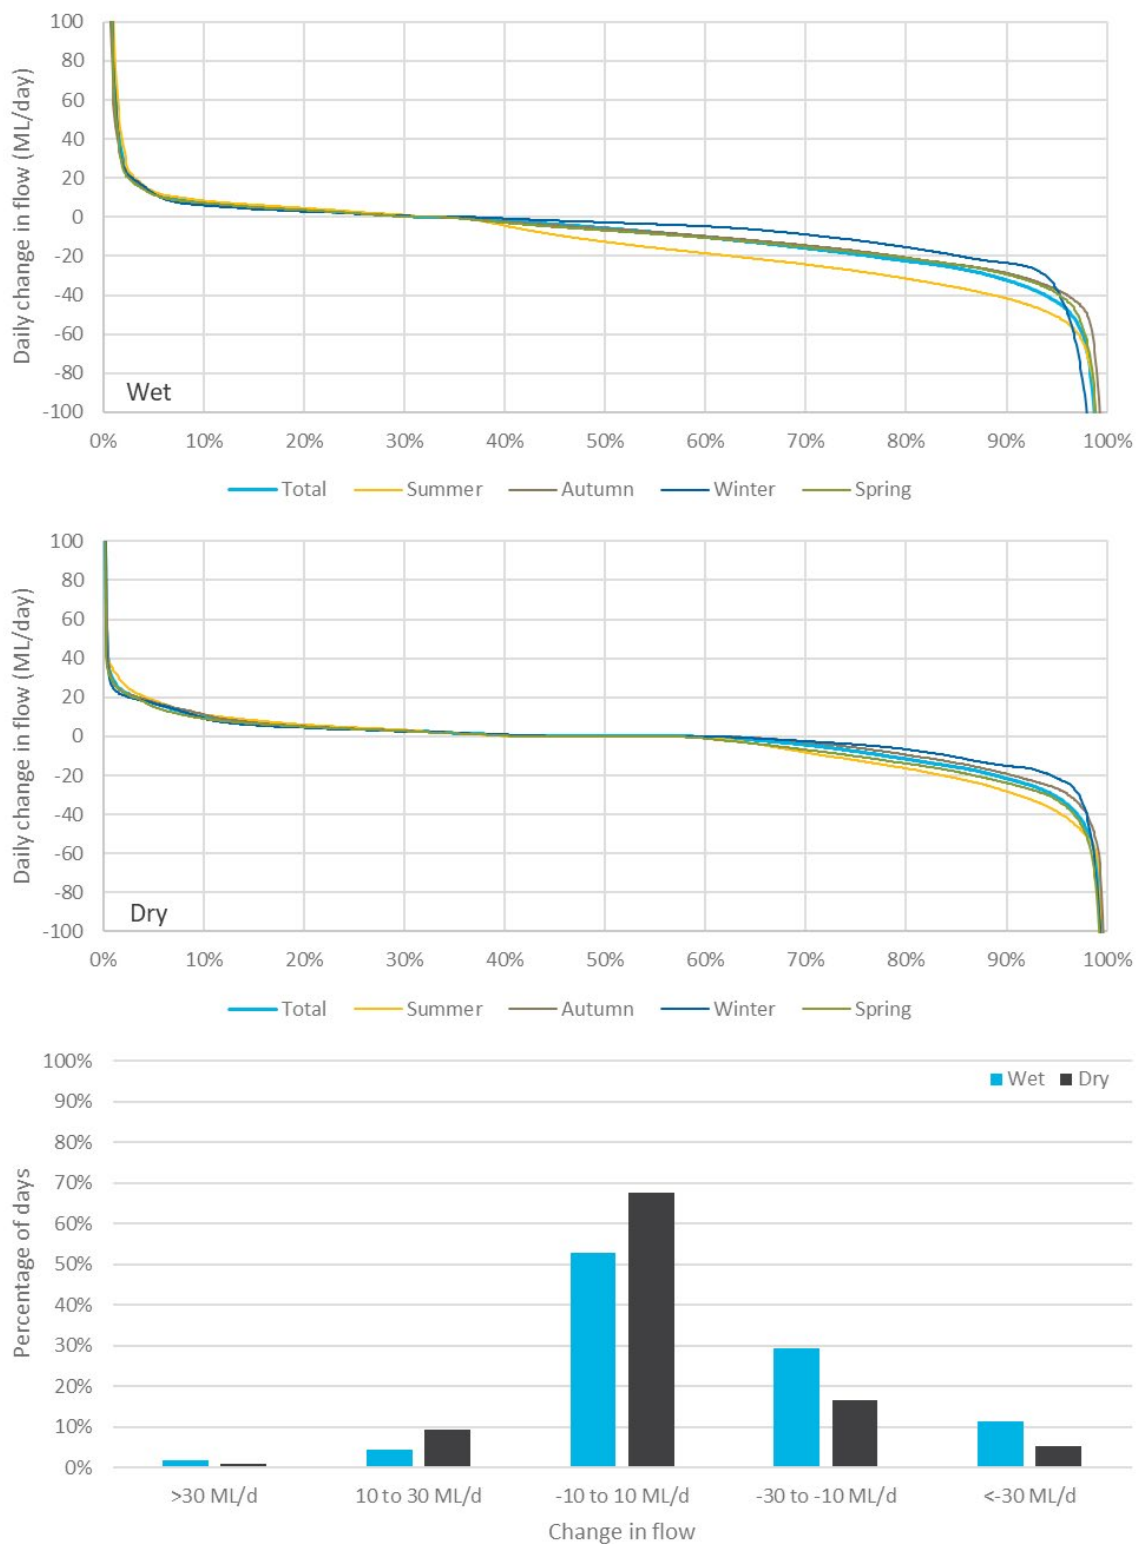 Daily change in flow (ML/day)
100
80
60
40
20
0
-20
-40
-60
-80
-100
Wet
0% 10% 20% 30% 40% 50% 60% 70% 80% 90% 100%
Total Summer Autumn Winter Spring
Daily change in flow (ML/day)
100
80
60
40
20
0
-20
-40
-60
-80
-100
Dry
0% 10% 20% 30% 40% 50% 60% 70% 80% 90% 100%
Total Summer Autumn Winter Spring
Percentage of days
100%
90%
80%
70%
60%
50%
40%
30%
20%
10%
0%
Wet Dry
>30 ML/d 10 to 30 ML/d -10 to 10 ML/d -30 to -10 ML/d <-30 ML/d
Change in flow